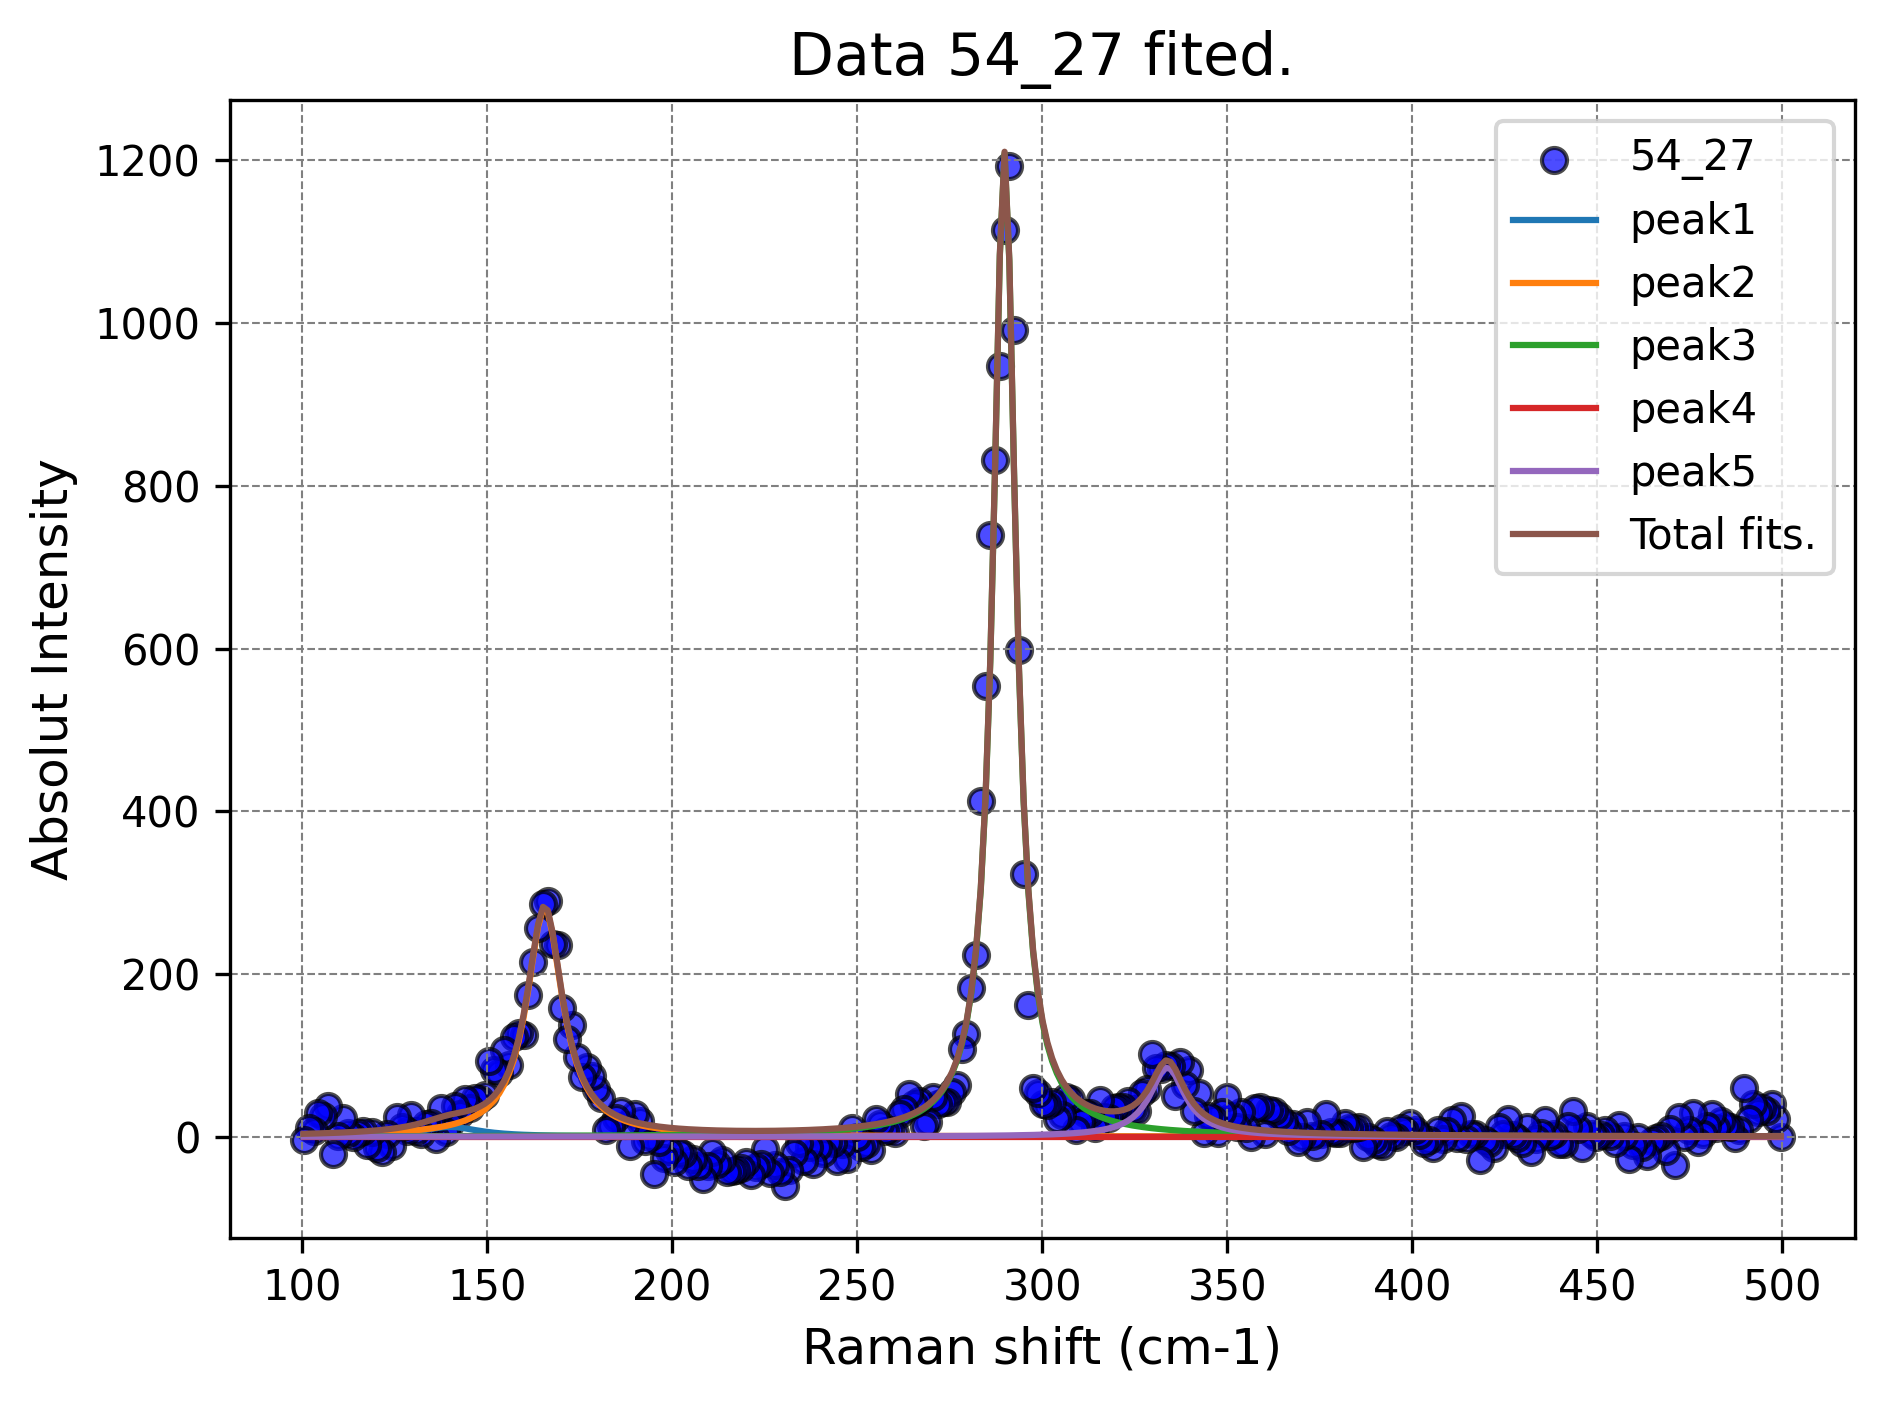 Data 54_27 fited.
1200
1000
800
600
400
200
0
Absolut Intensity
54_27
peak1
peak2
peak3
peak4
peak5
Total fits.
100 150 200 250 300 350 400 450 500
Raman shift (cm-1)